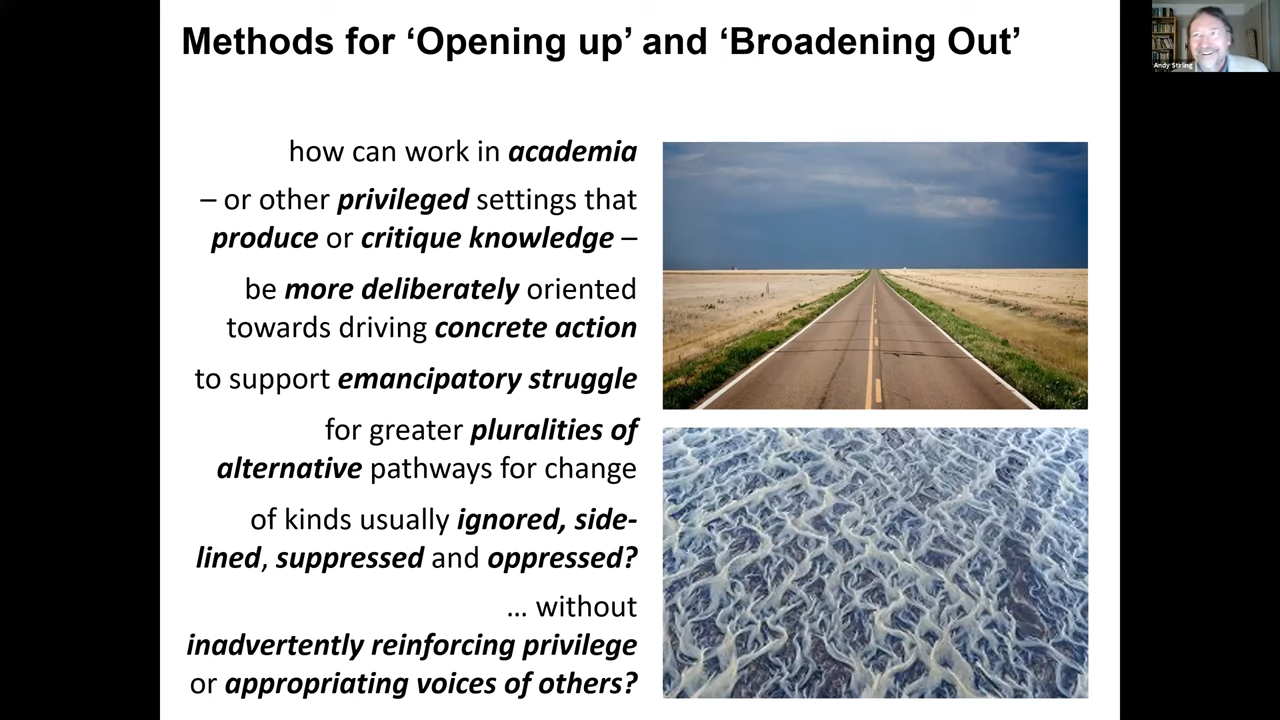 Methods for ‘Opening up’ and ‘Broadening Out’
how can work in academia
– or other privileged settings that
produce or critique knowledge –
be more deliberately oriented
towards driving concrete action
to support emancipatory struggle
for greater pluralities of
alternative pathways for change
of kinds usually ignored, side-
lined, suppressed and oppressed?
... without
inadvertently reinforcing privilege
or appropriating voices of others?
Andy Stirling